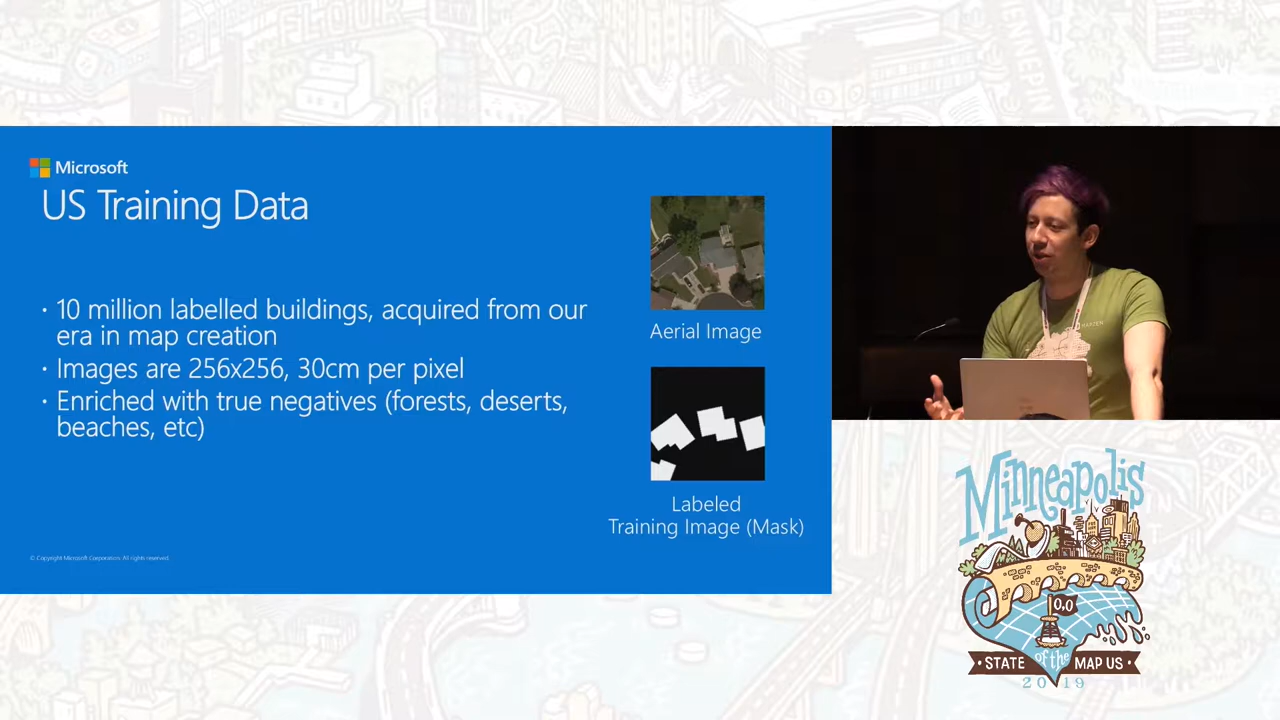 Microsoft
US Training Data
· 10 million labelled buildings, acquired from our
era in map creation
· Images are 256x256, 30cm per pixel
· Enriched with true negatives (forests, deserts,
beaches, etc)
Aerial Image
Labeled
Training Image (Mask)
© Copyright Microsoft Corporation. All rights reserved.
Minneapolis
0,0
· STATE of the MAP US ·
2019